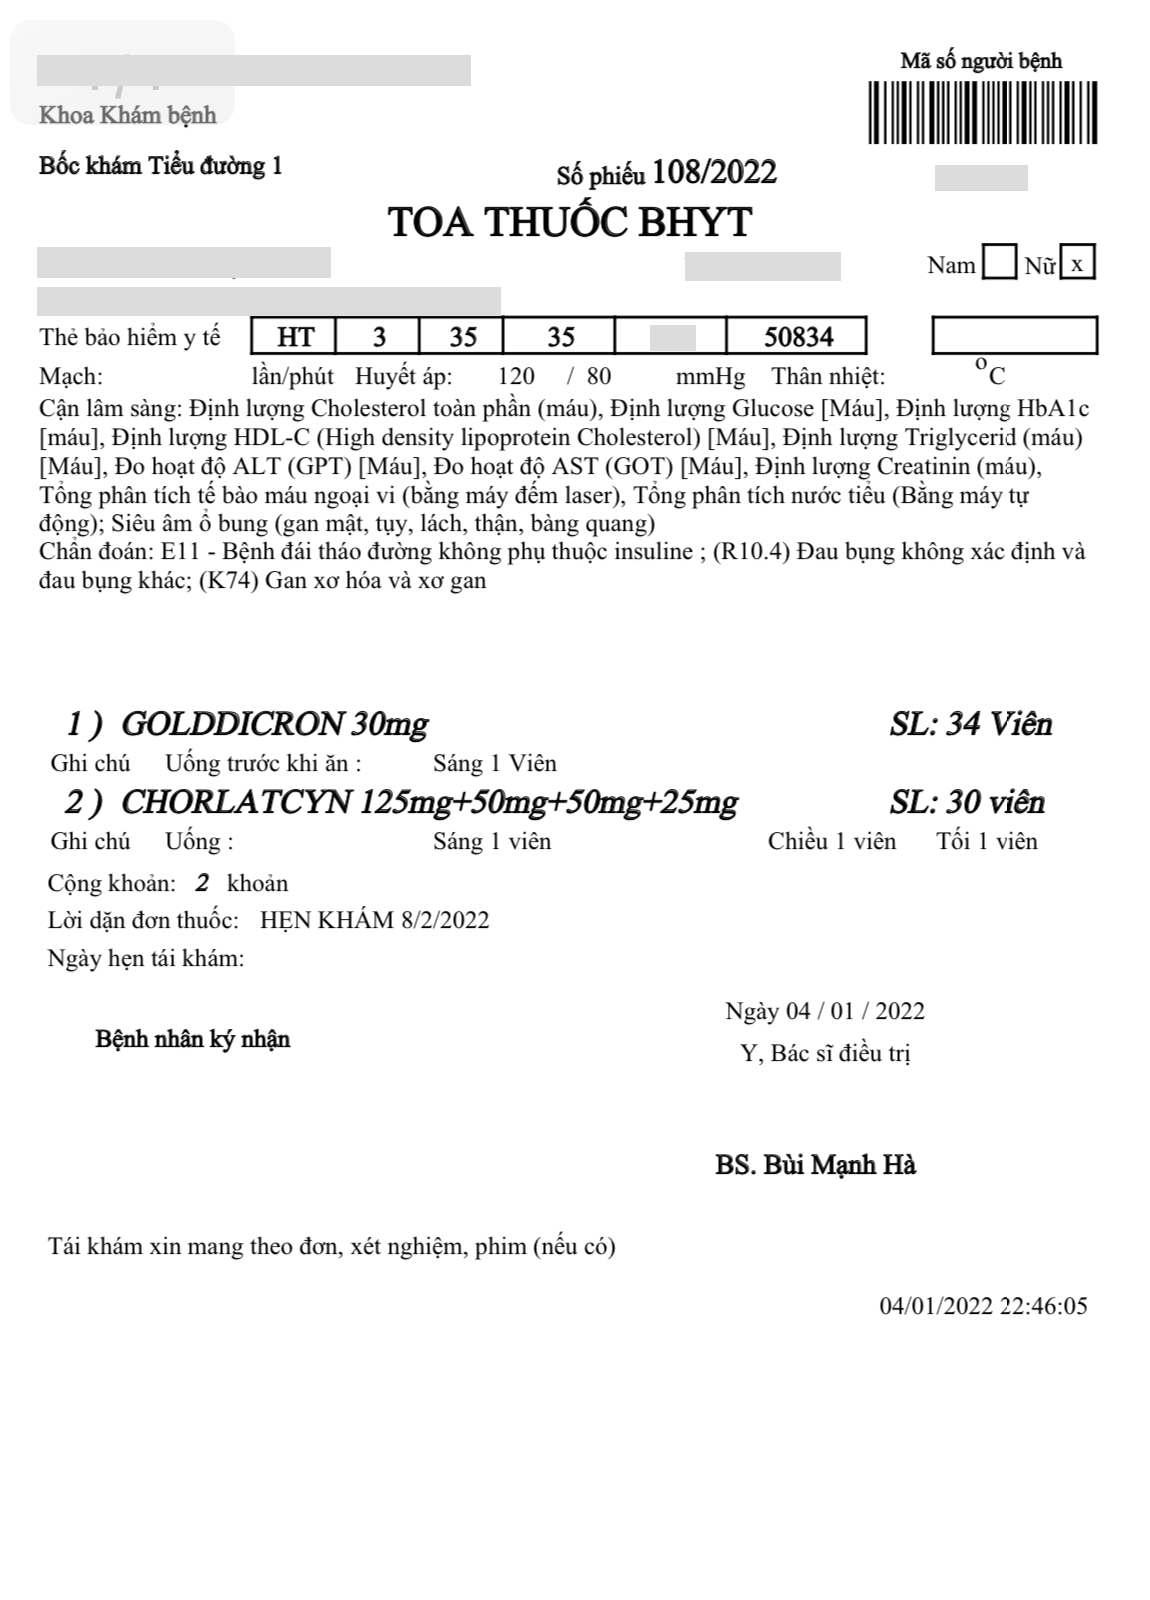 Mã số người bệnh
Khoa Khám bệnh
Bốc khám Tiểu đường 1
Số phiếu 108/2022
TOA THUỐC BHYT
Nam Nữ x
Thẻ bảo hiểm y tế HT 3 35 35 50834
Mạch: lần/phút Huyết áp: 120 / 80 mmHg Thân nhiệt: °C
Cận lâm sàng: Định lượng Cholesterol toàn phần (máu), Định lượng Glucose [Máu], Định lượng HbA1c
[máu], Định lượng HDL-C (High density lipoprotein Cholesterol) [Máu], Định lượng Triglycerid (máu)
[Máu], Đo hoạt độ ALT (GPT) [Máu], Đo hoạt độ AST (GOT) [Máu], Định lượng Creatinin (máu),
Tổng phân tích tế bào máu ngoại vi (bằng máy đếm laser), Tổng phân tích nước tiểu (Bằng máy tự
động); Siêu âm ổ bung (gan mật, tụy, lách, thận, bàng quang)
Chẩn đoán: E11 - Bệnh đái tháo đường không phụ thuộc insuline ; (R10.4) Đau bụng không xác định và
đau bụng khác; (K74) Gan xơ hóa và xơ gan
1 ) GOLDDICRON 30mg SL: 34 Viên
Ghi chú Uống trước khi ăn : Sáng 1 Viên
2 ) CHORLATCYN 125mg+50mg+50mg+25mg SL: 30 viên
Ghi chú Uống : Sáng 1 viên Chiều 1 viên Tối 1 viên
Cộng khoản: 2 khoản
Lời dặn đơn thuốc: HẸN KHÁM 8/2/2022
Ngày hẹn tái khám:
Ngày 04 / 01 / 2022
Bệnh nhân ký nhận
Y, Bác sĩ điều trị
BS. Bùi Mạnh Hà
Tái khám xin mang theo đơn, xét nghiệm, phim (nếu có)
04/01/2022 22:46:05